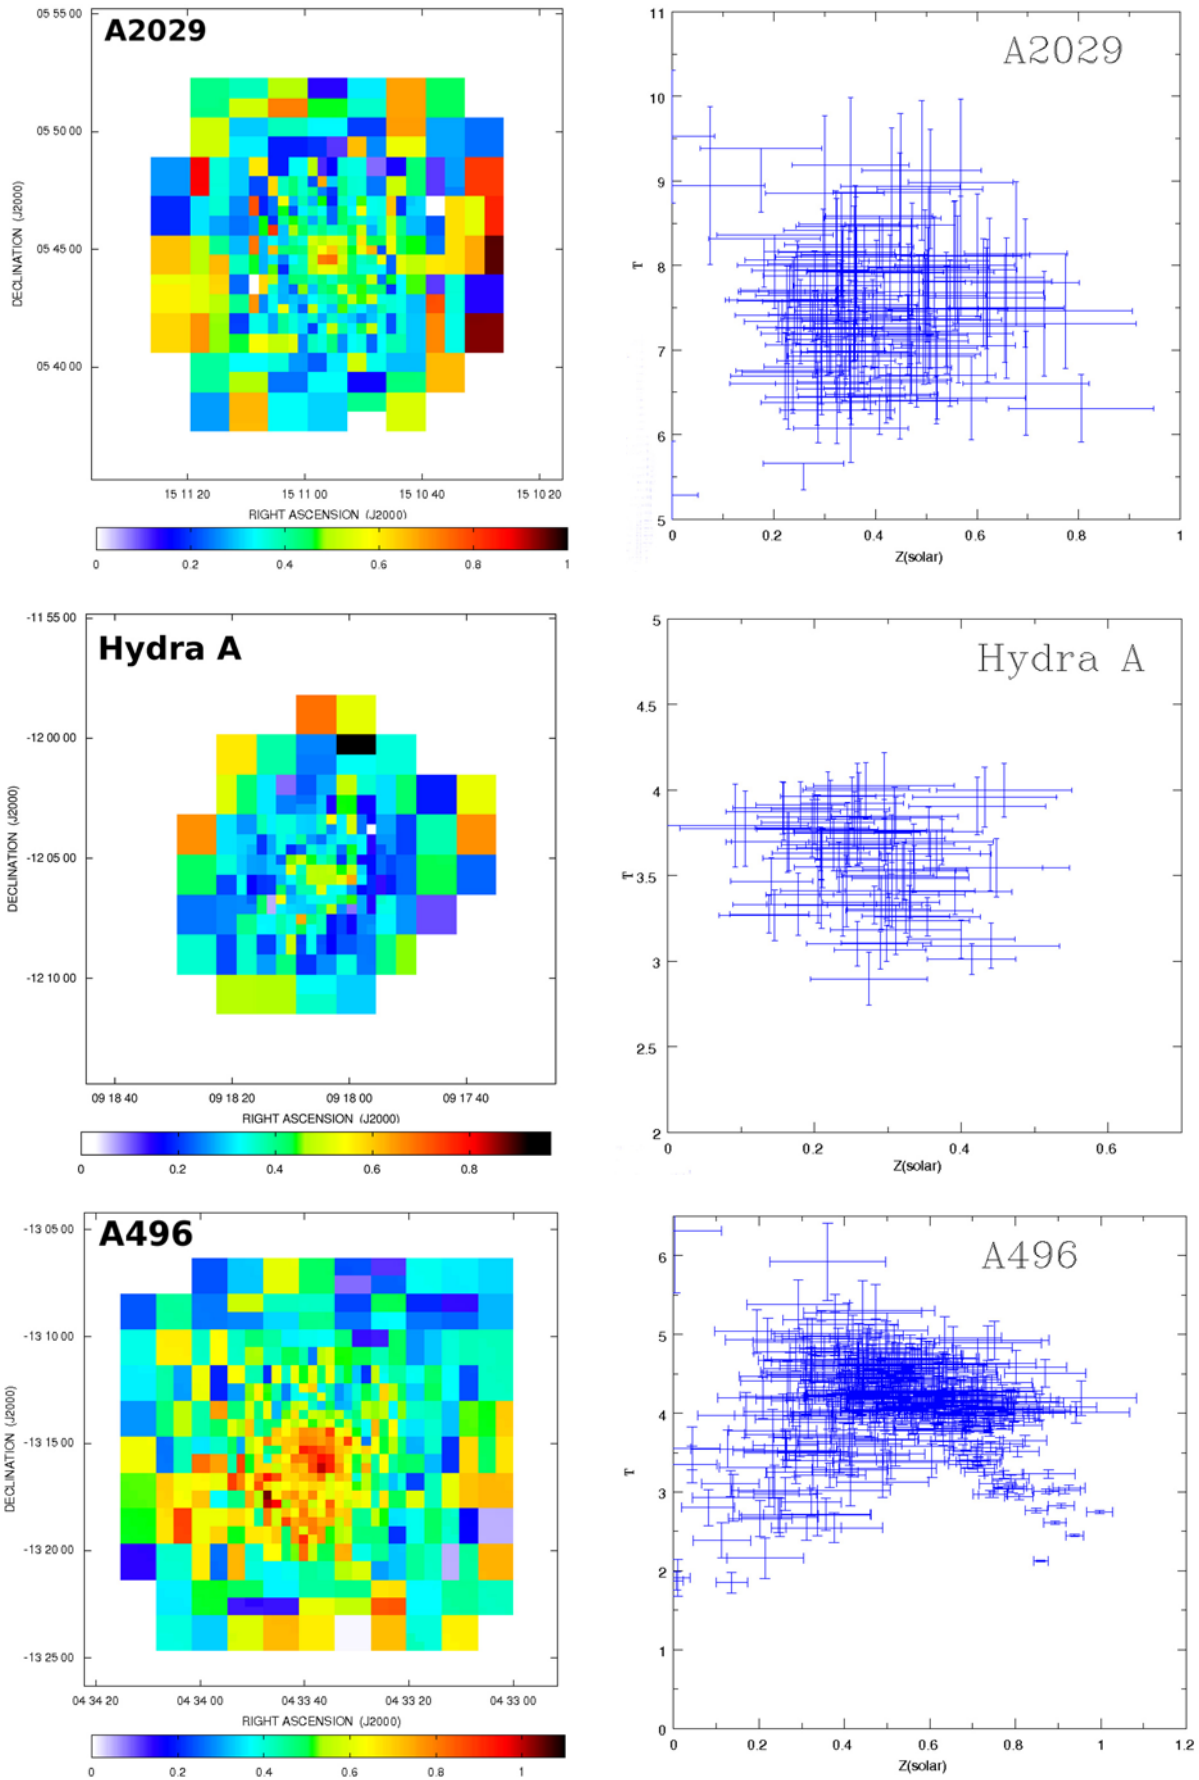 A2029
05 55 00
05 50 00
05 45 00
05 40 00
DECLINATION (J2000)
15 11 20 15 11 00 15 10 40 15 10 20
RIGHT ASCENSION (J2000)
0 0.2 0.4 0.6 0.8 1
A2029
11
10
9
8
7
6
5
T
0 0.2 0.4 0.6 0.8 1
Z(solar)
Hydra A
-11 55 00
-12 00 00
-12 05 00
-12 10 00
DECLINATION (J2000)
09 18 40 09 18 20 09 18 00 09 17 40
RIGHT ASCENSION (J2000)
0 0.2 0.4 0.6 0.8
Hydra A
5
4.5
4
3.5
3
2.5
2
T
0 0.2 0.4 0.6
Z(solar)
A496
-13 05 00
-13 10 00
-13 15 00
-13 20 00
-13 25 00
DECLINATION (J2000)
04 34 20 04 34 00 04 33 40 04 33 20 04 33 00
RIGHT ASCENSION (J2000)
0 0.2 0.4 0.6 0.8 1
A496
6
5
4
3
2
1
0
T
0 0.2 0.4 0.6 0.8 1 1.2
Z(solar)